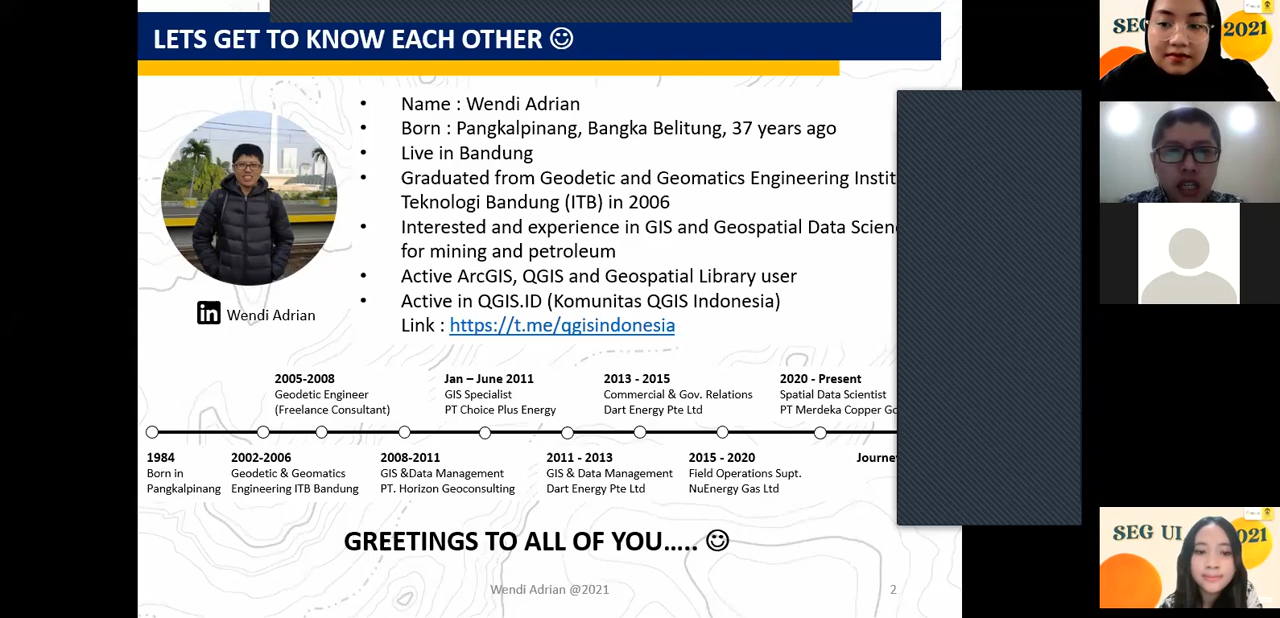 LETS GET TO KNOW EACH OTHER ☺
• Name : Wendi Adrian
• Born : Pangkalpinang, Bangka Belitung, 37 years ago
• Live in Bandung
• Graduated from Geodetic and Geomatics Engineering
Teknologi Bandung (ITB) in 2006
• Interested and experience in GIS and Geospatial Data
for mining and petroleum
• Active ArcGIS, QGIS and Geospatial Library user
• Active in QGIS.ID (Komunitas QGIS Indonesia)
Link : https://t.me/qgisindonesia
in Wendi Adrian
2005-2008
Geodetic Engineer
(Freelance Consultant)
Jan – June 2011
GIS Specialist
PT Choice Plus Energy
2013 - 2015
Commercial & Gov. Relations
Dart Energy Pte Ltd
2020 - Present
Spatial Data Scientist
PT Merdeka Copper
1984
Born in
Pangkalpinang
2002-2006
Geodetic & Geomatics
Engineering ITB Bandung
2008-2011
GIS &Data Management
PT. Horizon Geoconsulting
2011 - 2013
GIS & Data Management
Dart Energy Pte Ltd
2015 - 2020
Field Operations Supt.
NuEnergy Gas Ltd
GREETINGS TO ALL OF YOU..... ☺
Wendi Adrian @2021
2
SEG 2021
SEG UI